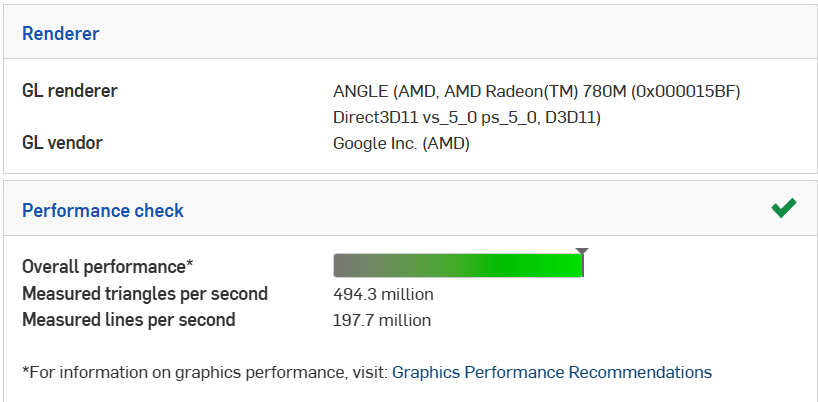 Renderer
GL renderer ANGLE (AMD, AMD Radeon(TM) 780M (0x000015BF)
Direct3D11 vs_5_0 ps_5_0, D3D11)
GL vendor Google Inc. (AMD)
Performance check
Overall performance*
Measured triangles per second 494.3 million
Measured lines per second 197.7 million
*For information on graphics performance, visit: Graphics Performance Recommendations